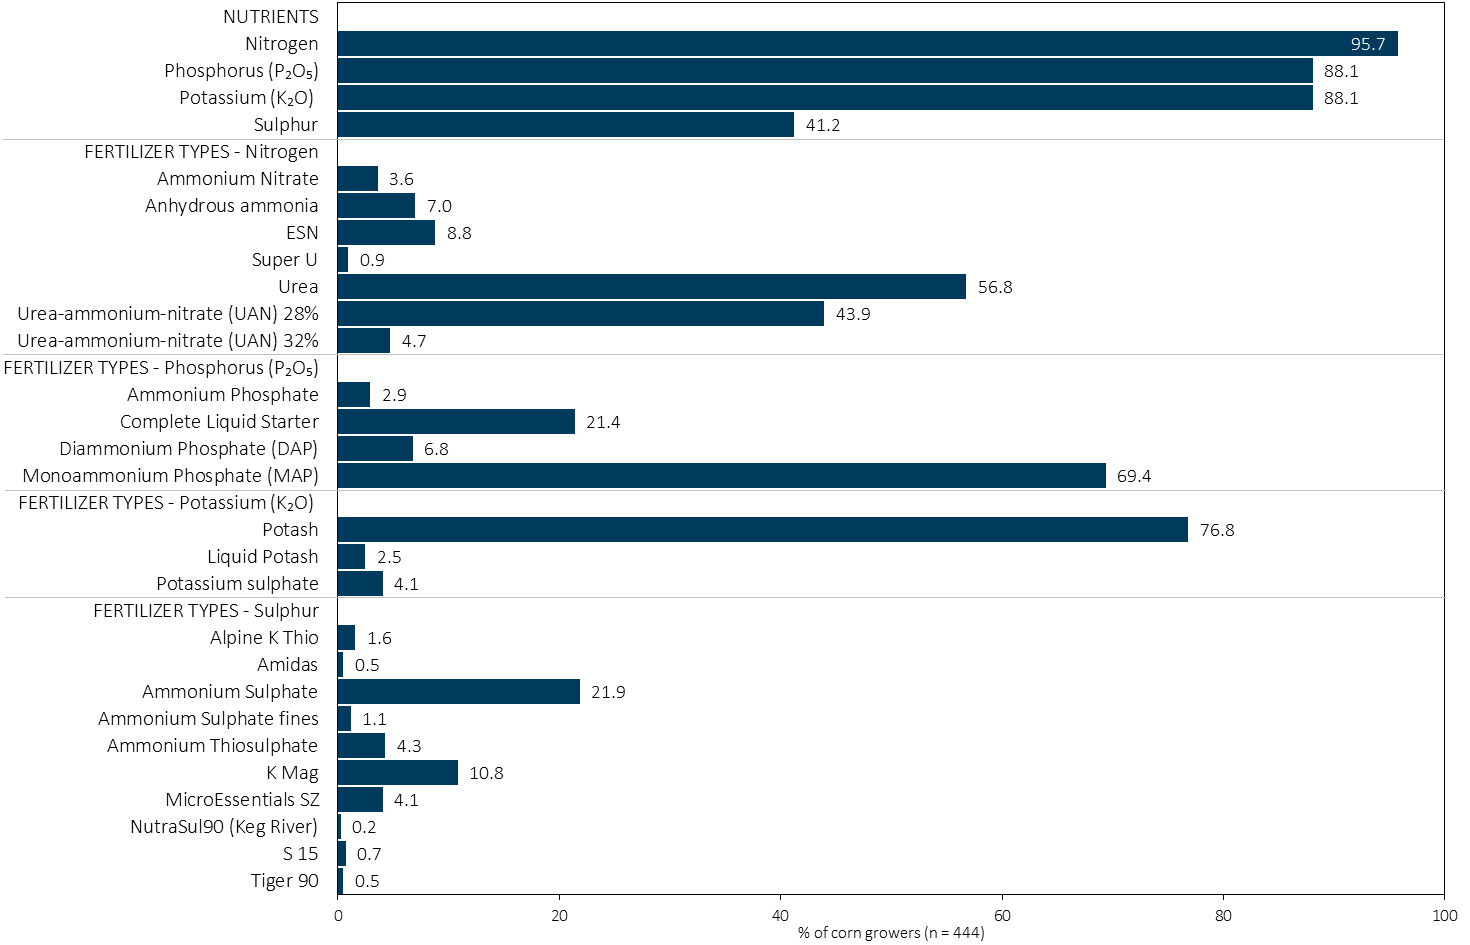 NUTRIENTS
Nitrogen 95.7
Phosphorus (P₂O₅) 88.1
Potassium (K₂O) 88.1
Sulphur 41.2
FERTILIZER TYPES - Nitrogen
Ammonium Nitrate 3.6
Anhydrous ammonia 7.0
ESN 8.8
Super U 0.9
Urea 56.8
Urea-ammonium-nitrate (UAN) 28% 43.9
Urea-ammonium-nitrate (UAN) 32% 4.7
FERTILIZER TYPES - Phosphorus (P₂O₅)
Ammonium Phosphate 2.9
Complete Liquid Starter 21.4
Diammonium Phosphate (DAP) 6.8
Monoammonium Phosphate (MAP) 69.4
FERTILIZER TYPES - Potassium (K₂O)
Potash 76.8
Liquid Potash 2.5
Potassium sulphate 4.1
FERTILIZER TYPES - Sulphur
Alpine K Thio 1.6
Amidas 0.5
Ammonium Sulphate 21.9
Ammonium Sulphate fines 1.1
Ammonium Thiosulphate 4.3
K Mag 10.8
MicroEssentials SZ 4.1
NutraSul90 (Keg River) 0.2
S 15 0.7
Tiger 90 0.5
0 20 40 60 80 100
% of corn growers (n = 444)